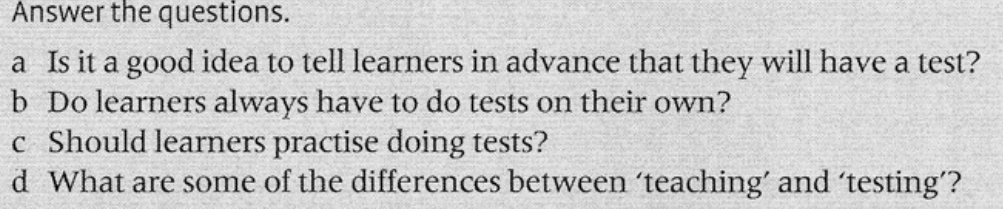 Answer the questions.
a Is it a good idea to tell learners in advance that they will have a test?
b Do learners always have to do tests on their own?
c Should learners practise doing tests?
d What are some of the differences between ‘teaching’ and ‘testing’?